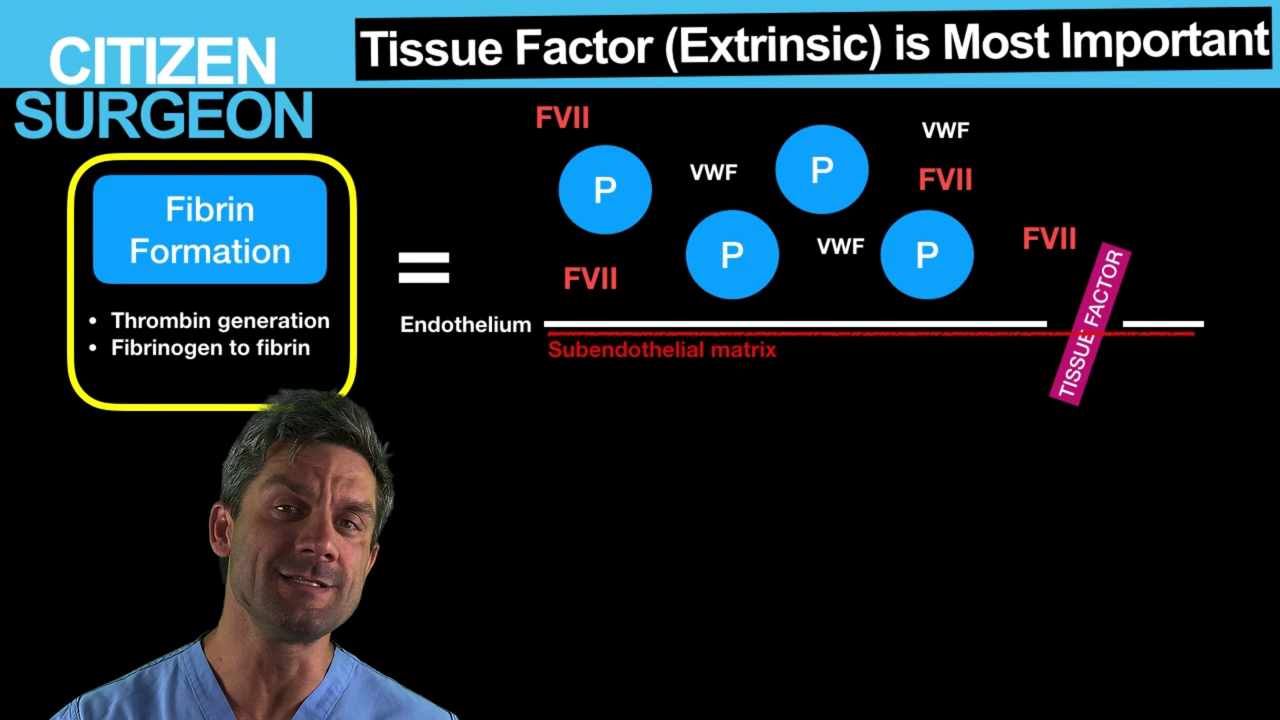 CITIZEN
SURGEON
Tissue Factor (Extrinsic) is Most Important
Fibrin
Formation
• Thrombin generation
• Fibrinogen to fibrin
=
FVII
P
VWF
P
VWF
FVII
P
VWF
P
FVII
FVII
Endothelium
Subendothelial matrix
TISSUE FACTOR